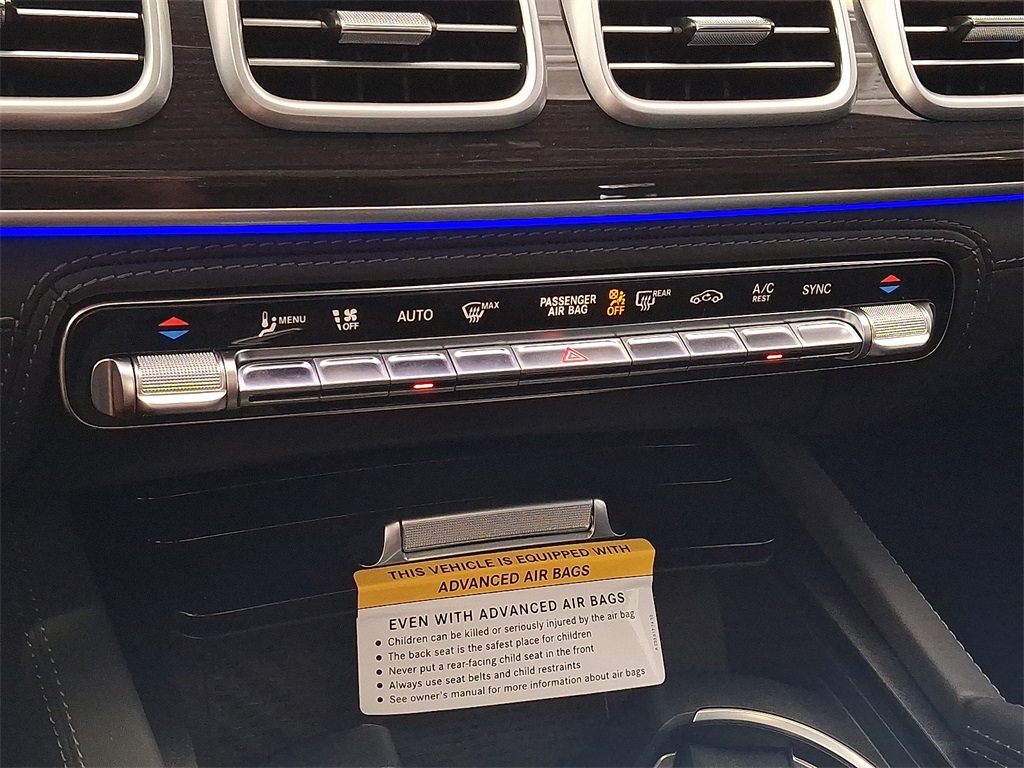 MENU
OFF
AUTO
MAX
PASSENGER
AIR BAG
OFF
REAR
A/C
REST
SYNC
THIS VEHICLE IS EQUIPPED WITH
ADVANCED AIR BAGS
EVEN WITH ADVANCED AIR BAGS
• Children can be killed or seriously injured by the air bag
• The back seat is the safest place for children
• Never put a rear-facing child seat in the front
• Always use seat belts and child restraints
• See owner's manual for more information about air bags